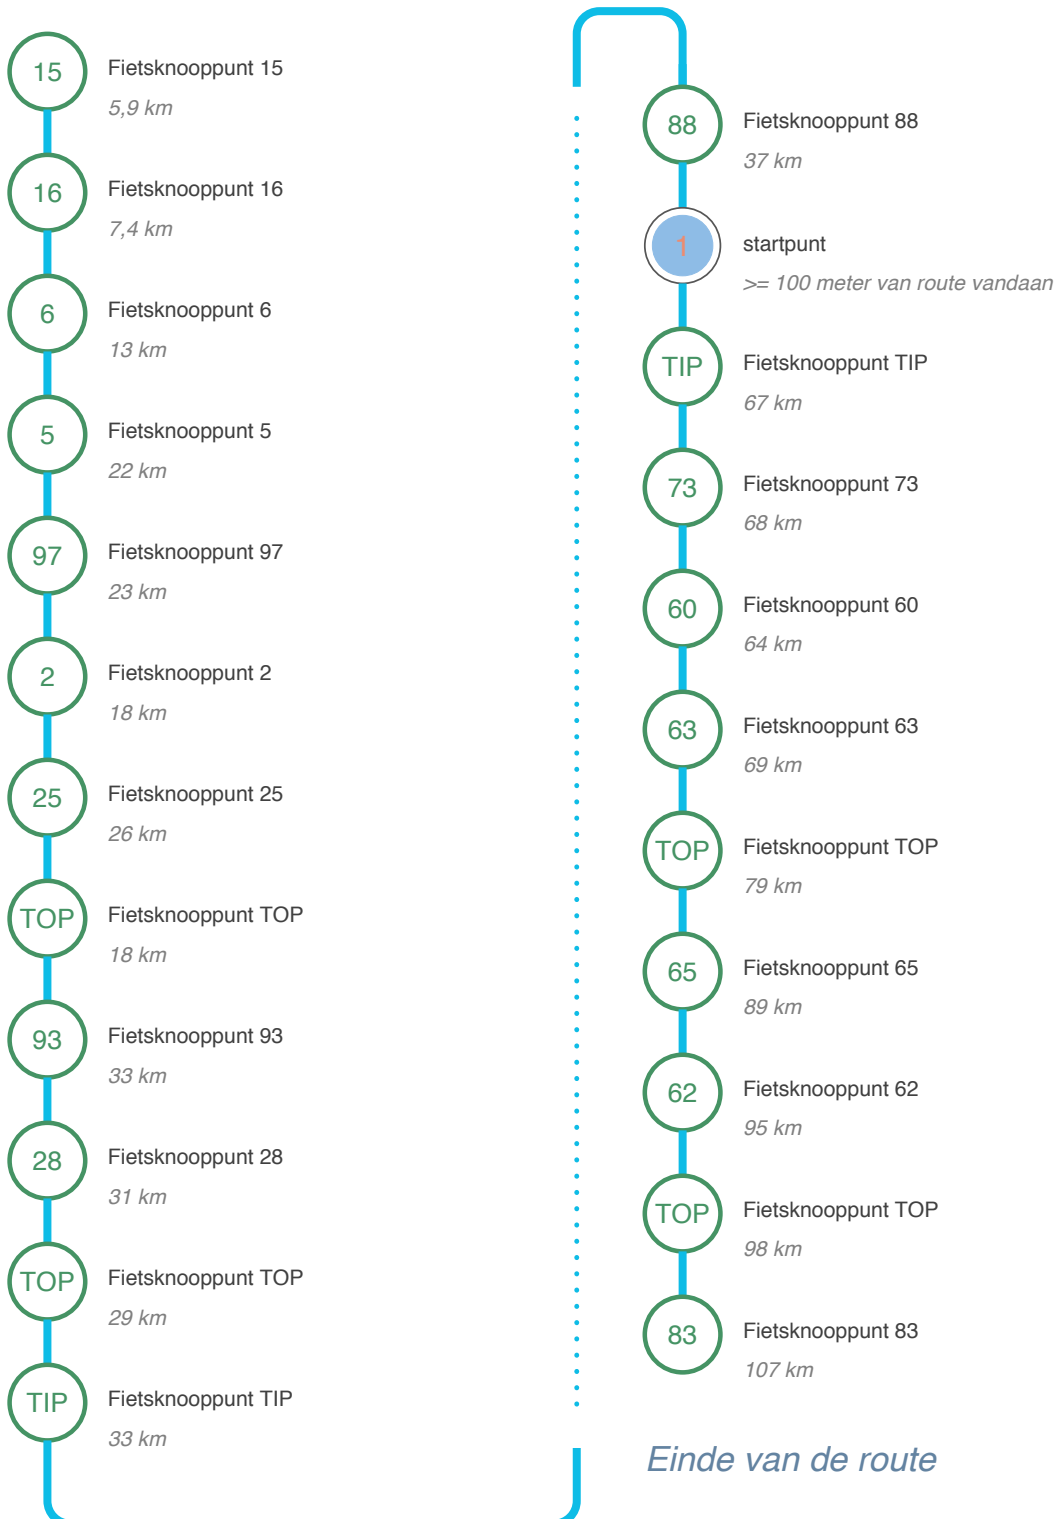 15
Fietsknooppunt 15
5,9 km
16
Fietsknooppunt 16
7,4 km
6
Fietsknooppunt 6
13 km
5
Fietsknooppunt 5
22 km
97
Fietsknooppunt 97
23 km
2
Fietsknooppunt 2
18 km
25
Fietsknooppunt 25
26 km
TOP
Fietsknooppunt TOP
18 km
93
Fietsknooppunt 93
33 km
28
Fietsknooppunt 28
31 km
TOP
Fietsknooppunt TOP
29 km
TIP
Fietsknooppunt TIP
33 km
88
Fietsknooppunt 88
37 km
1
startpunt
>= 100 meter van route vandaan
TIP
Fietsknooppunt TIP
67 km
73
Fietsknooppunt 73
68 km
60
Fietsknooppunt 60
64 km
63
Fietsknooppunt 63
69 km
TOP
Fietsknooppunt TOP
79 km
65
Fietsknooppunt 65
89 km
62
Fietsknooppunt 62
95 km
TOP
Fietsknooppunt TOP
98 km
83
Fietsknooppunt 83
107 km
Einde van de route